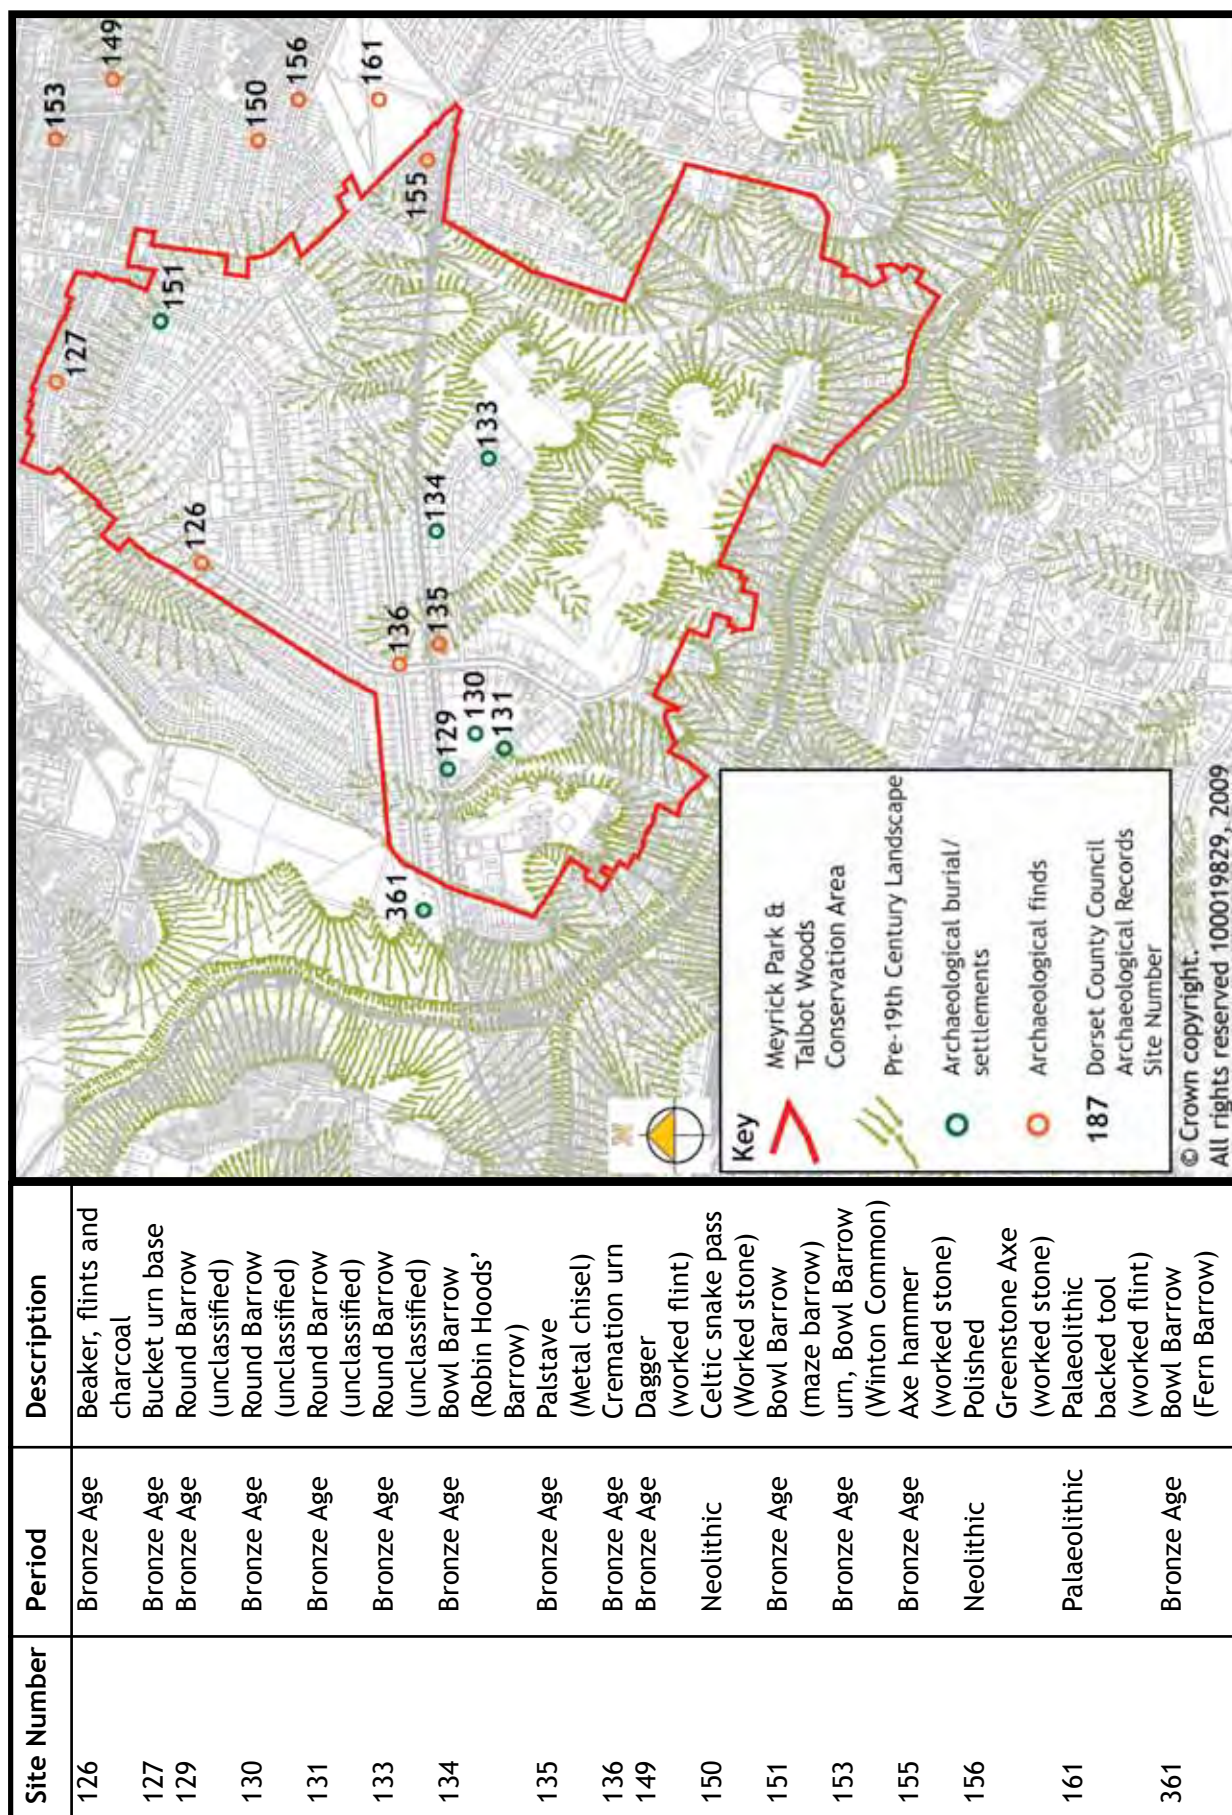 Site Number Period Description
126 Bronze Age Beaker, flints and
charcoal
127 Bronze Age Bucket urn base
129 Bronze Age Round Barrow
(unclassified)
130 Bronze Age Round Barrow
(unclassified)
131 Bronze Age Round Barrow
(unclassified)
133 Bronze Age Round Barrow
(unclassified)
134 Bronze Age Bowl Barrow
(Robin Hoods’
Barrow)
135 Bronze Age Palstave
(Metal chisel)
136 Bronze Age Cremation urn
149 Bronze Age Dagger
(worked flint)
150 Neolithic Celtic snake pass
(Worked stone)
151 Bronze Age Bowl Barrow
(maze barrow)
153 Bronze Age urn, Bowl Barrow
(Winton Common)
155 Bronze Age Axe hammer
(worked stone)
156 Neolithic Polished
Greenstone Axe
(worked stone)
161 Palaeolithic Palaeolithic
backed tool
(worked flint)
361 Bronze Age Bowl Barrow
(Fern Barrow)
153
149
127
151
150
156
161
126
155
136
135
134
133
129
130
131
361
N
Key
Meyrick Park &
Talbot Woods
Conservation Area
Pre-19th Century Landscape
Archaeological burial/
settlements
Archaeological finds
187 Dorset County Council
Archaeological Records
Site Number
© Crown copyright.
All rights reserved 100019829, 2009